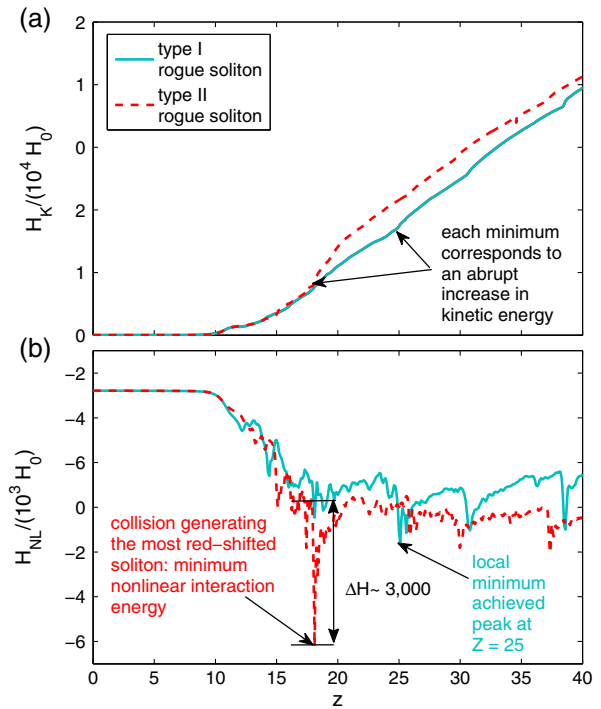 (a)
type I
rogue soliton
type II
rogue soliton
2
1
0
2
1
0
H_K/(10^4 H_0)
each minimum
corresponds to
an abrupt
increase in
kinetic energy
(b)
−2
−4
−6
0
−2
−4
−6
H_NL/(10^3 H_0)
collision generating
the most red−shifted
soliton: minimum
nonlinear interaction
energy
ΔH~ 3,000
local
minimum
achieved
peak at
Z = 25
0 5 10 15 20 25 30 35 40
z